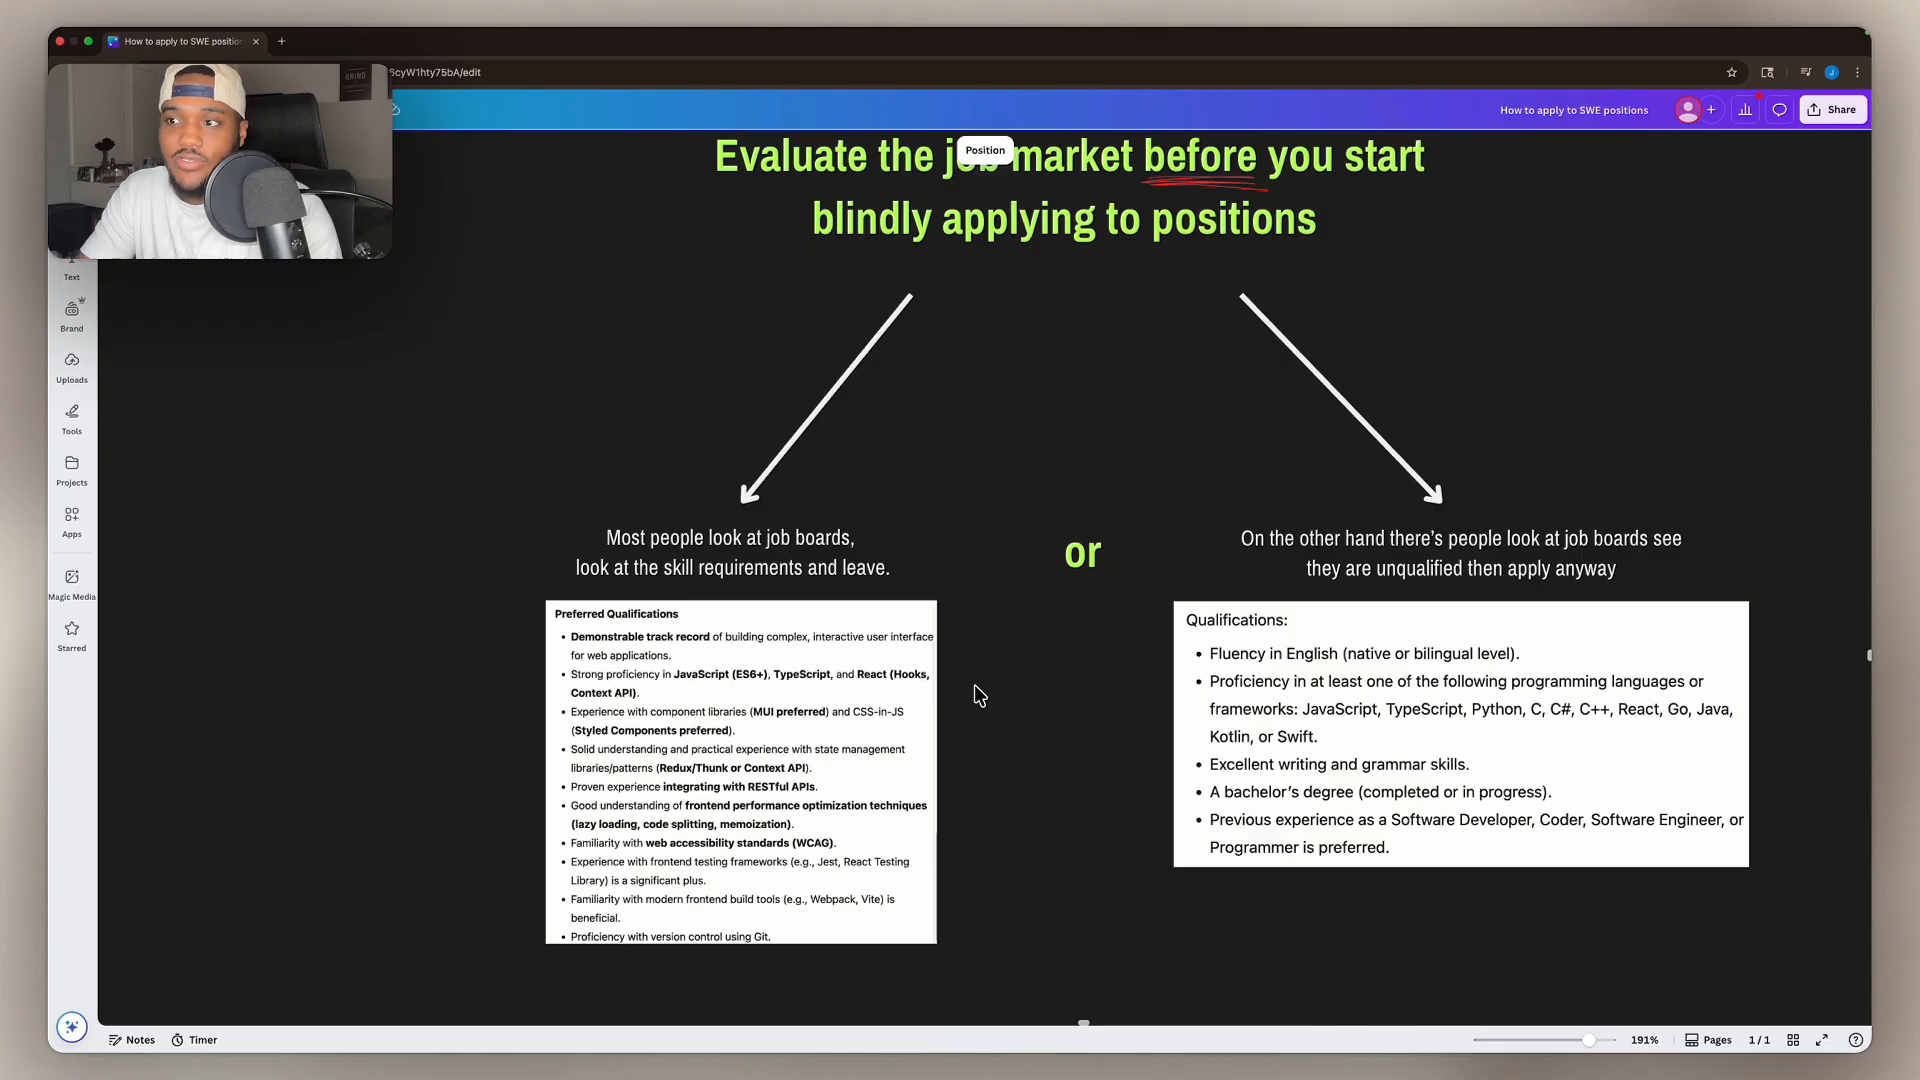 How to apply to SWE positio
GRIND
6cyW1hty75bA/edit
J
How to apply to SWE positions
Share
Position
Evaluate the job market before you start
blindly applying to positions
Text
Brand
Uploads
Tools
Projects
Apps
Magic Media
Starred
Most people look at job boards,
look at the skill requirements and leave.
or
On the other hand there's people look at job boards see
they are unqualified then apply anyway
Preferred Qualifications
• Demonstrable track record of building complex, interactive user interface
for web applications.
• Strong proficiency in JavaScript (ES6+), TypeScript, and React (Hooks,
Context API).
• Experience with component libraries (MUI preferred) and CSS-in-JS
(Styled Components preferred).
• Solid understanding and practical experience with state management
libraries/patterns (Redux/Thunk or Context API).
• Proven experience integrating with RESTful APIs.
• Good understanding of frontend performance optimization techniques
(lazy loading, code splitting, memoization).
• Familiarity with web accessibility standards (WCAG).
• Experience with frontend testing frameworks (e.g., Jest, React Testing
Library) is a significant plus.
• Familiarity with modern frontend build tools (e.g., Webpack, Vite) is
beneficial.
• Proficiency with version control using Git.
Qualifications:
• Fluency in English (native or bilingual level).
• Proficiency in at least one of the following programming languages or
frameworks: JavaScript, TypeScript, Python, C, C#, C++, React, Go, Java,
Kotlin, or Swift.
• Excellent writing and grammar skills.
• A bachelor's degree (completed or in progress).
• Previous experience as a Software Developer, Coder, Software Engineer, or
Programmer is preferred.
Notes
Timer
191%
Pages
1 / 1